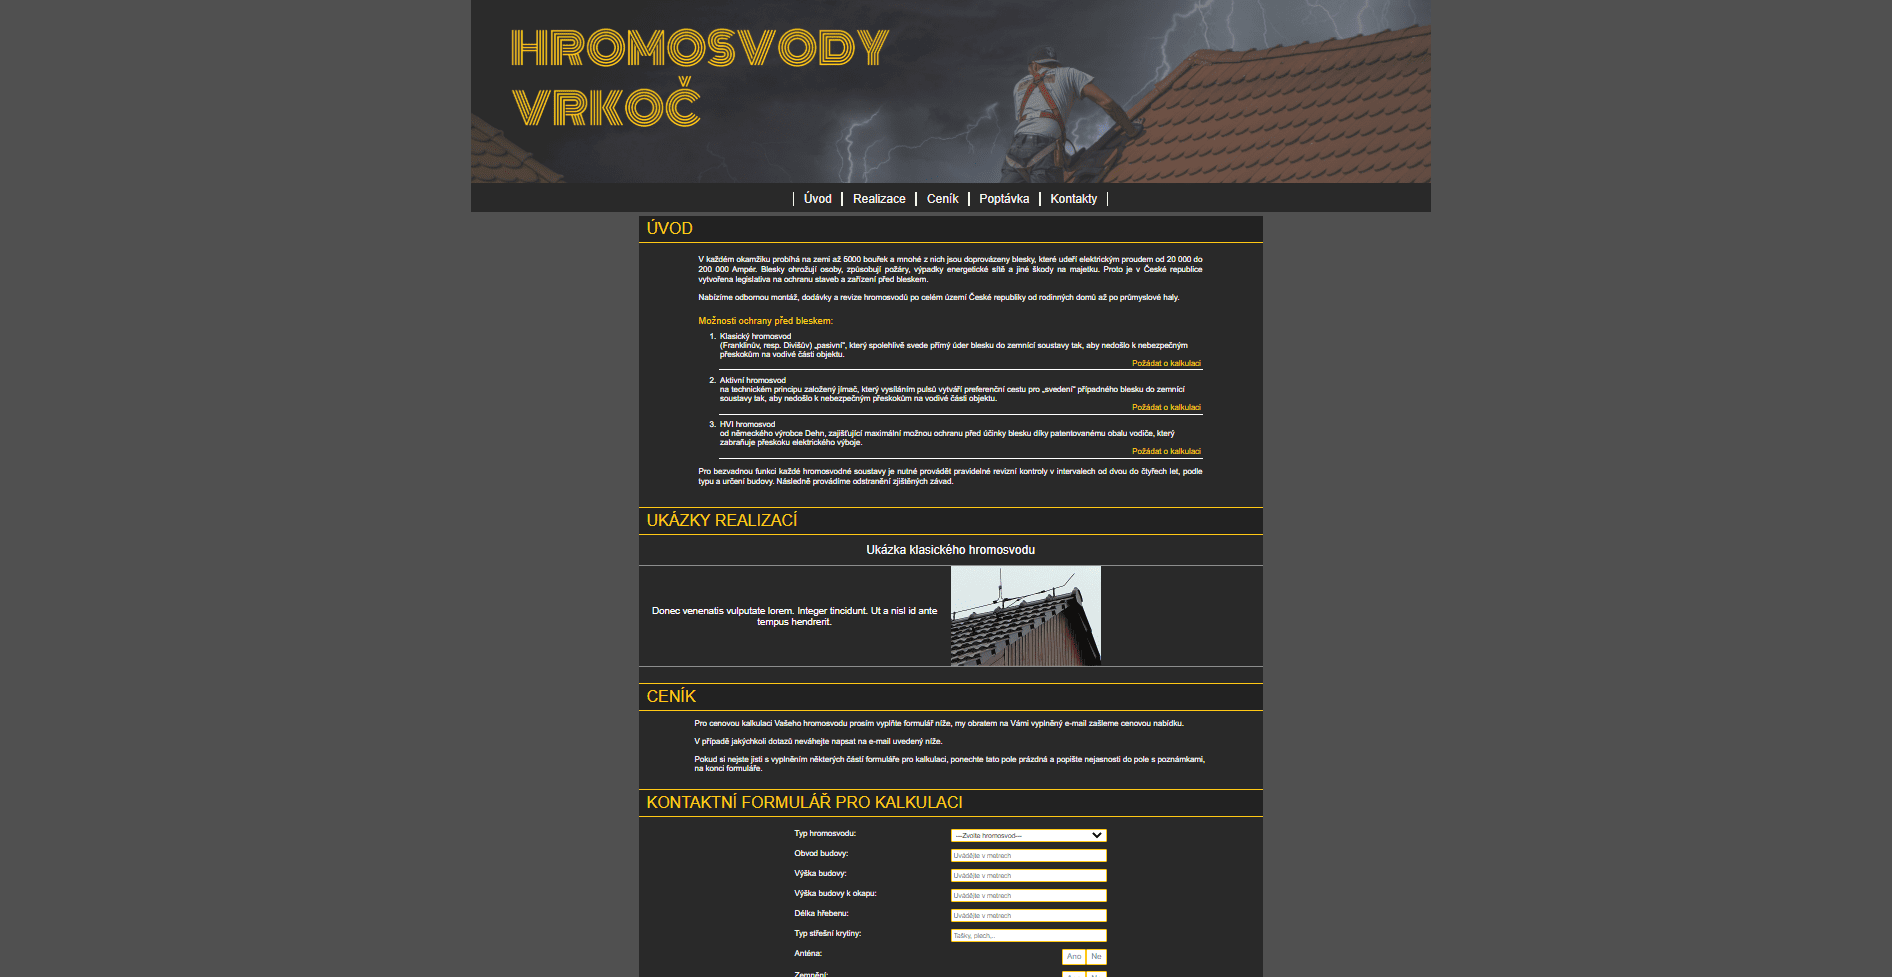 HROMOSVODY
VRKOČ
Úvod
Realizace
Ceník
Poptávka
Kontakty
ÚVOD
V každém okamžiku probíhá na zemi až 5000 bouřek a mnohé z nich jsou doprovázeny blesky, které udeří elektrickým proudem od 20 000 do
200 000 Ampér. Blesky ohrožují osoby, způsobují požáry, výpadky energetické sítě a jiné škody na majetku. Proto je v České republice
vytvořena legislativa na ochranu staveb a zařízení před bleskem.
Nabízíme odbornou montáž, dodávky a revize hromosvodů po celém území České republiky od rodinných domů až po průmyslové haly.
Možnosti ochrany před bleskem:
1. Klasický hromosvod
(Franklinův, resp. Divišův) „pasivní“, který spolehlivě svede přímý úder blesku do zemnící soustavy tak, aby nedošlo k nebezpečným
přeskokům na vodivé části objektu.
Požádat o kalkulaci
2. Aktivní hromosvod
na technickém principu založený jímač, který vysíláním pulsů vytváří preferenční cestu pro „svedení“ případného blesku do zemnící
soustavy tak, aby nedošlo k nebezpečným přeskokům na vodivé části objektu.
Požádat o kalkulaci
3. HVI hromosvod
od německého výrobce Dehn, zajišťující maximální možnou ochranu před účinky blesku díky patentovanému obalu vodiče, který
zabraňuje přeskoku elektrického výboje.
Požádat o kalkulaci
Pro bezvadnou funkci každé hromosvodné soustavy je nutné provádět pravidelné revizní kontroly v intervalech od dvou do čtyřech let, podle
typu a určení budovy. Následně provádíme odstranění zjištěných závad.
UKÁZKY REALIZACÍ
Ukázka klasického hromosvodu
Donec venenatis vulputate lorem. Integer tincidunt. Ut a nisl id ante
tempus hendrerit.
CENÍK
Pro cenovou kalkulaci Vašeho hromosvodu prosím vyplňte formulář níže, my obratem na Vámi vyplněný e-mail zašleme cenovou nabídku.
V případě jakýchkoli dotazů neváhejte napsat na e-mail uvedený níže.
Pokud si nejste jisti s vyplněním některých částí formuláře pro kalkulaci, ponechte tato pole prázdná a popište nejasnosti do pole s poznámkami,
na konci formuláře.
KONTAKTNÍ FORMULÁŘ PRO KALKULACI
Typ hromosvodu: ---Zvolte hromosvod---
Obvod budovy: Uvádějte v metrech
Výška budovy: Uvádějte v metrech
Výška budovy k okapu: Uvádějte v metrech
Délka hřebenu: Uvádějte v metrech
Typ střešní krytiny: Tašky, plech,...
Anténa: Ano Ne
Zemnění: